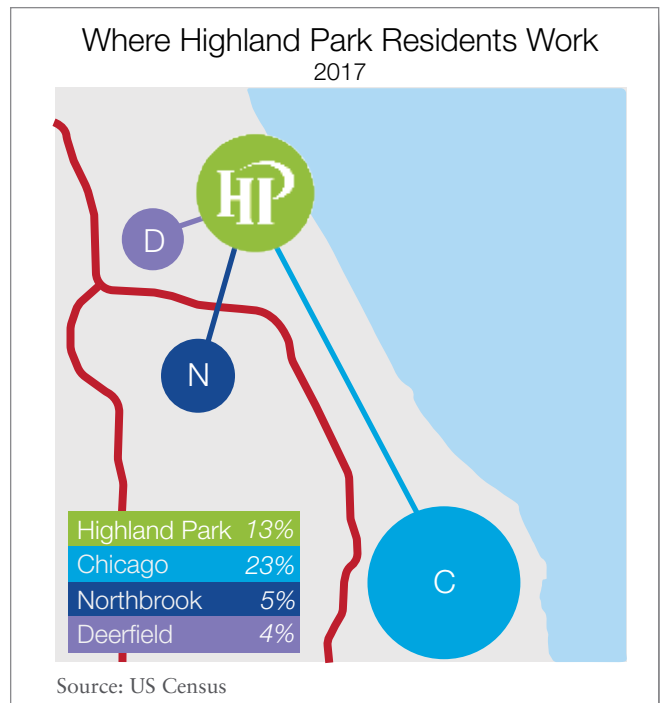 Where Highland Park Residents Work
2017
HP
D
N
C
Highland Park 13%
Chicago 23%
Northbrook 5%
Deerfield 4%
Source: US Census